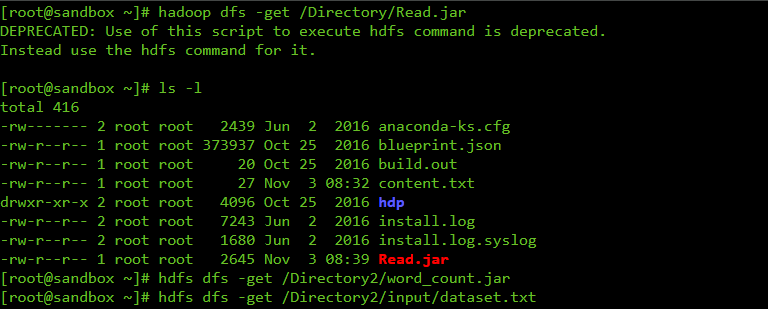 [root@sandbox ~]# hadoop dfs -get /Directory/Read.jar
DEPRECATED: Use of this script to execute hdfs command is deprecated.
Instead use the hdfs command for it.

[root@sandbox ~]# ls -l
total 416
-rw------- 2 root root   2439 Jun  2  2016 anaconda-ks.cfg
-rw-r--r-- 1 root root 373937 Oct 25  2016 blueprint.json
-rw-r--r-- 1 root root     20 Oct 25  2016 build.out
-rw-r--r-- 1 root root     27 Nov  3 08:32 content.txt
drwxr-xr-x 2 root root   4096 Oct 25  2016 hdp
-rw-r--r-- 2 root root   7243 Jun  2  2016 install.log
-rw-r--r-- 2 root root   1680 Jun  2  2016 install.log.syslog
-rw-r--r-- 1 root root   2645 Nov  3 08:39 Read.jar
[root@sandbox ~]# hdfs dfs -get /Directory2/word_count.jar
[root@sandbox ~]# hdfs dfs -get /Directory2/input/dataset.txt